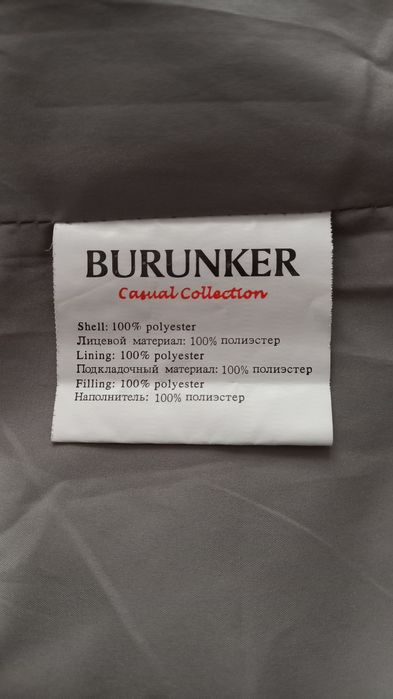 BURUNKER
Casual Collection
Shell: 100% polyester
Лицевой материал: 100% полиэстер
Lining: 100% polyester
Подкладочный материал: 100% полиэстер
Filling: 100% polyester
Наполнитель: 100% полиэстер